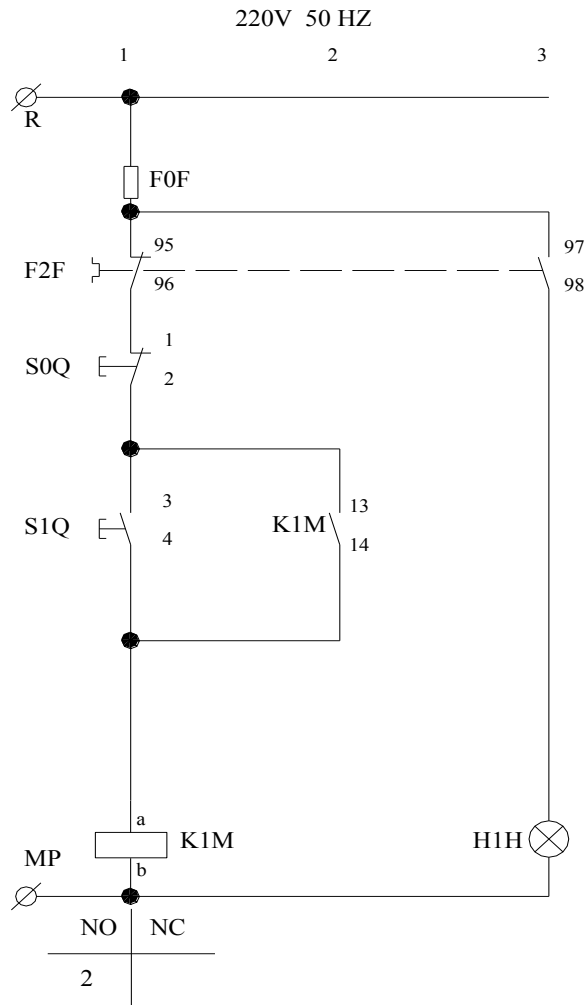 220V 50 HZ
1 2 3
R
F0F
95 97
F2F
96 98
1
S0Q
2
3 13
S1Q K1M
4 14
a
K1M H1H
MP b
NO NC
2